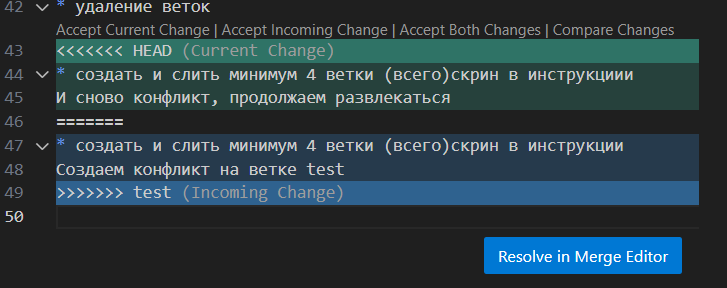 42 * удаление веток
Accept Current Change | Accept Incoming Change | Accept Both Changes | Compare Changes
43 <<<<<<< HEAD (Current Change)
44 * создать и слить минимум 4 ветки (всего)скрин в инструкциии
45 И сново конфликт, продолжаем развлекаться
46 =======
47 * создать и слить минимум 4 ветки (всего)скрин в инструкции
48 Создаем конфликт на ветке test
49 >>>>>>> test (Incoming Change)
50
Resolve in Merge Editor